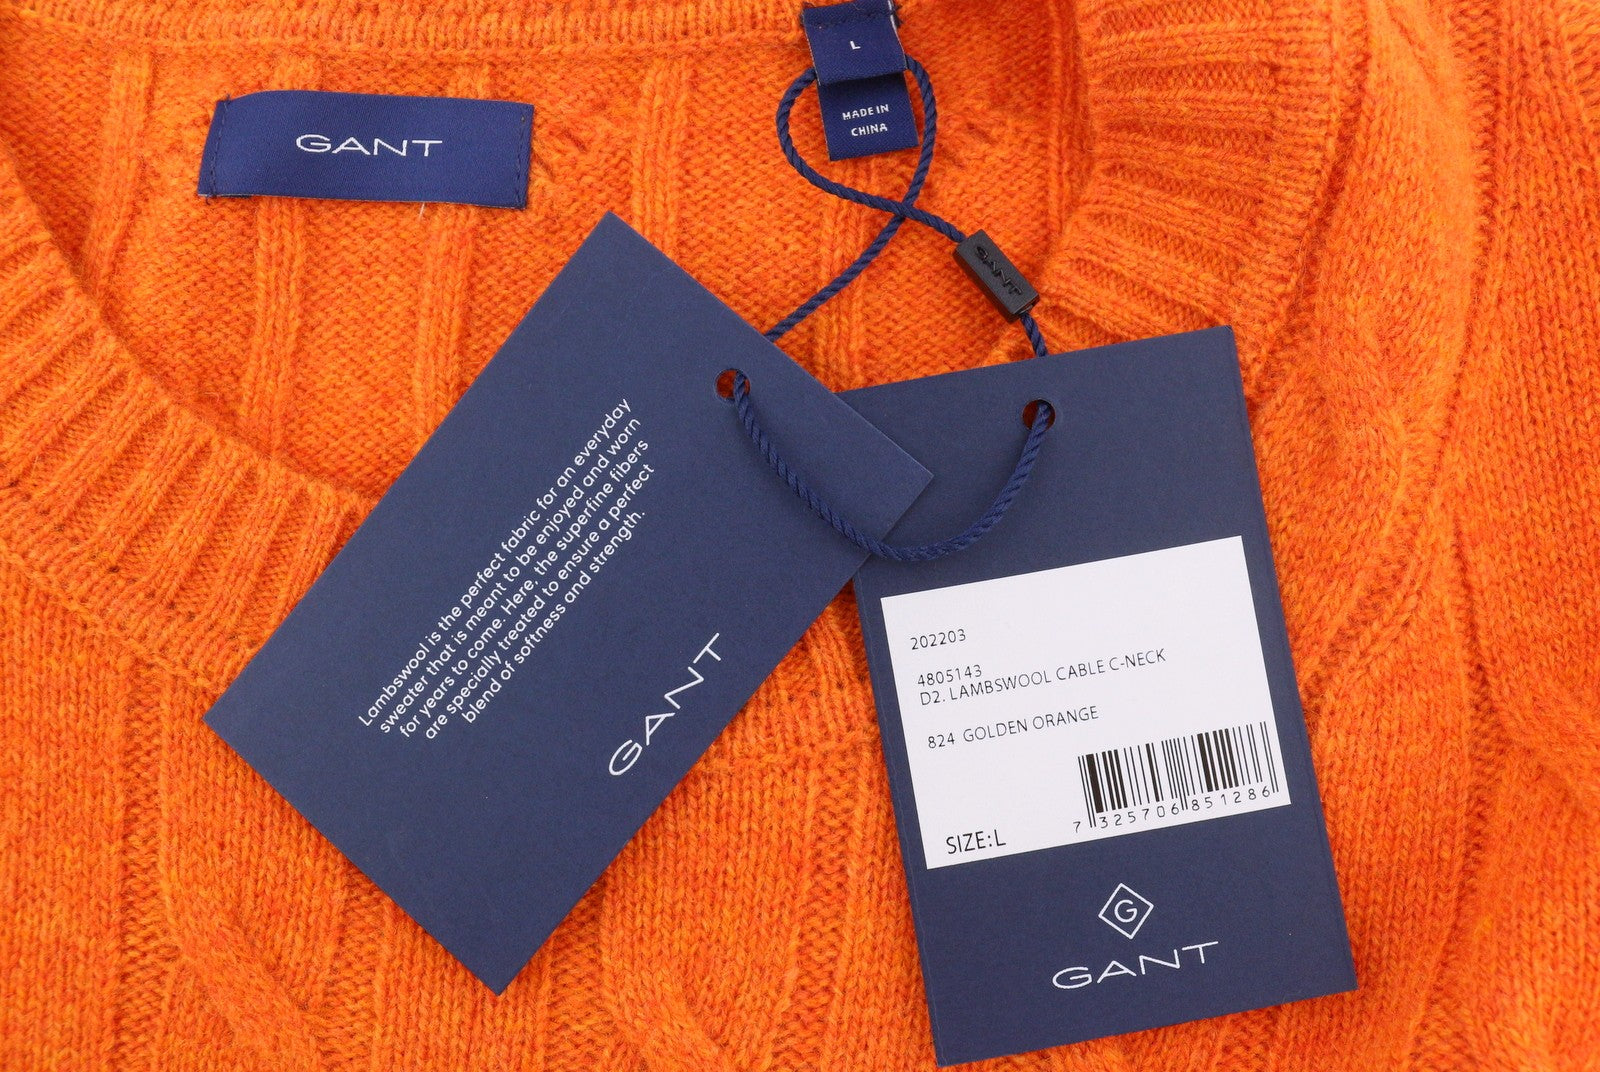 GANT
L
MADE IN
CHINA
GANT
Lambswool is the perfect fabric for an everyday
sweater that is meant to be enjoyed and worn
for years to come. Here, the superfine fibers
are specially treated to ensure a perfect
blend of softness and strength.
GANT
202203
4805143
D2. LAMBSWOOL CABLE C-NECK
824 GOLDEN ORANGE
7 325706 851286
SIZE:L
G
GANT